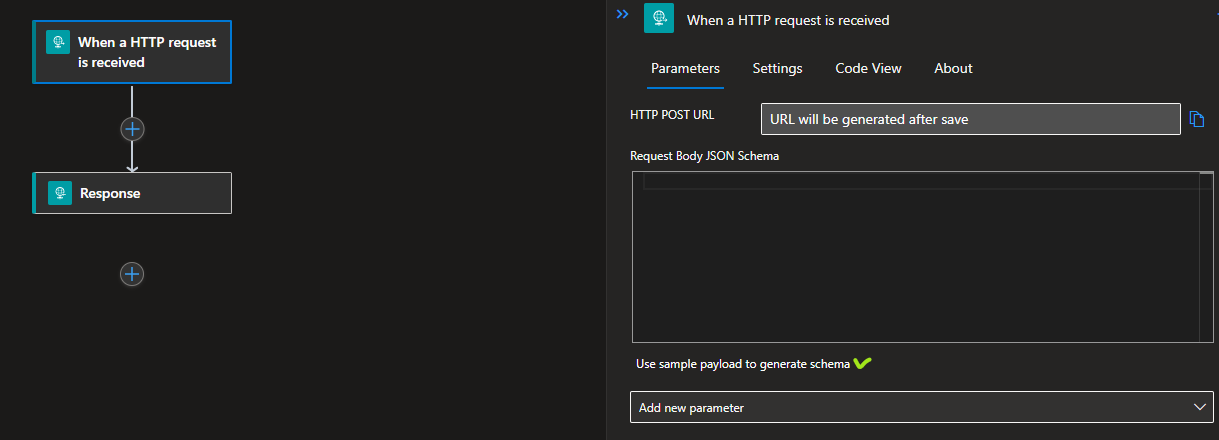 When a HTTP request
is received
Response
When a HTTP request is received
Parameters Settings Code View About
HTTP POST URL URL will be generated after save
Request Body JSON Schema
Use sample payload to generate schema
Add new parameter